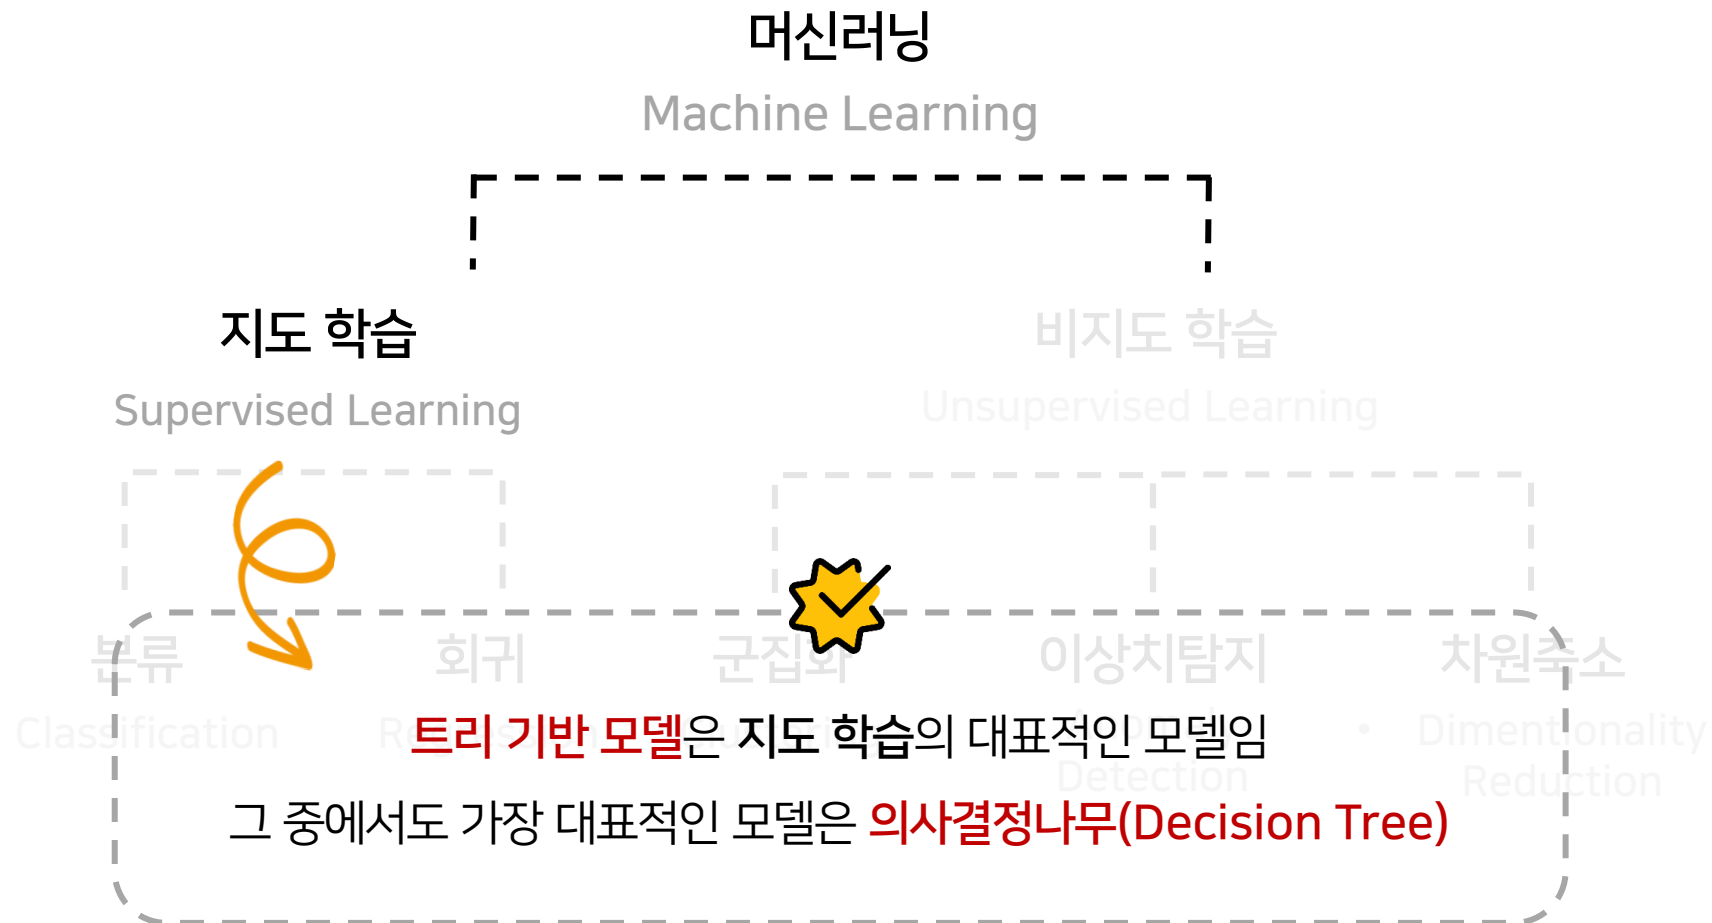 머신러닝
Machine Learning
지도 학습
비지도 학습
Supervised Learning
Unsupervised Learning
분류
회귀
군집화
이상치탐지
차원축소
Classification
Dimentionality
Detection
Reduction
트리 기반 모델은 지도 학습의 대표적인 모델임
그 중에서도 가장 대표적인 모델은 의사결정나무(Decision Tree)